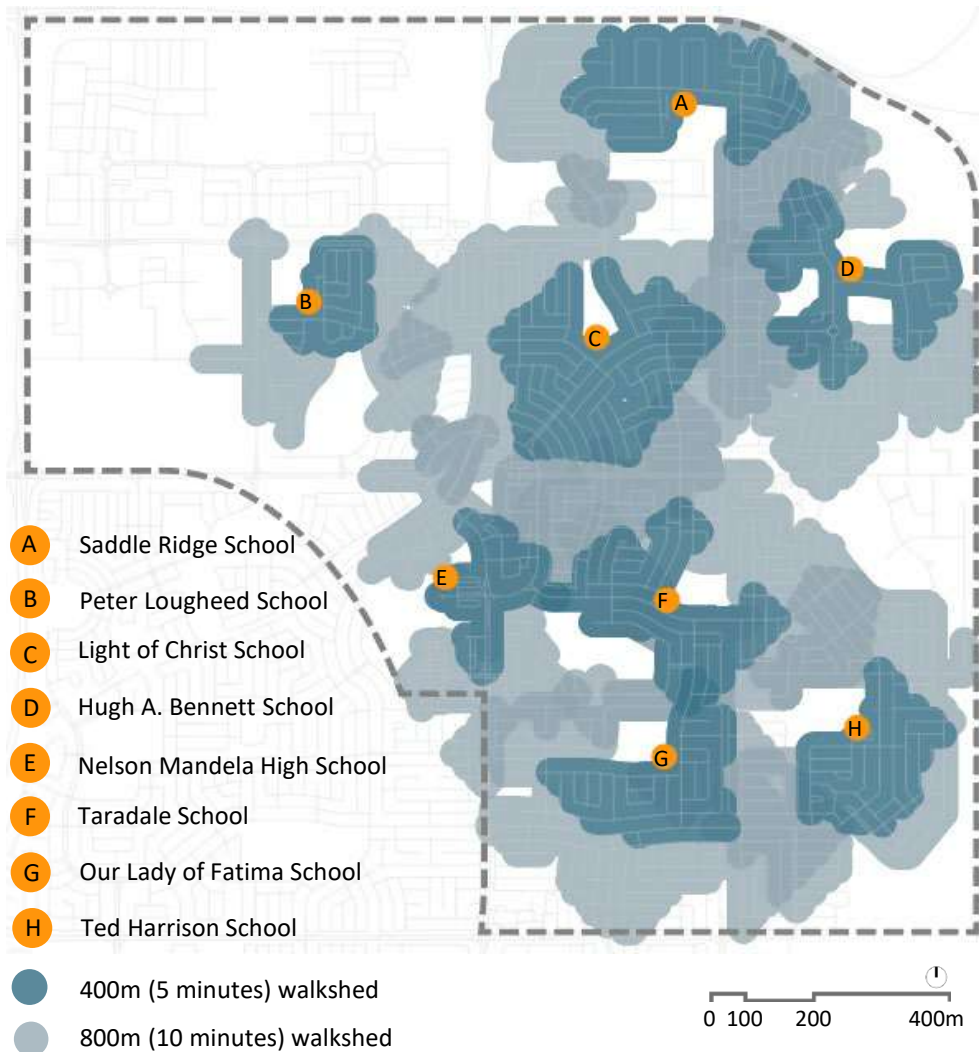 A
D
B
C
E
F
G
H
A Saddle Ridge School
B Peter Lougheed School
C Light of Christ School
D Hugh A. Bennett School
E Nelson Mandela High School
F Taradale School
G Our Lady of Fatima School
H Ted Harrison School
400m (5 minutes) walkshed
800m (10 minutes) walkshed
0 100 200 400m